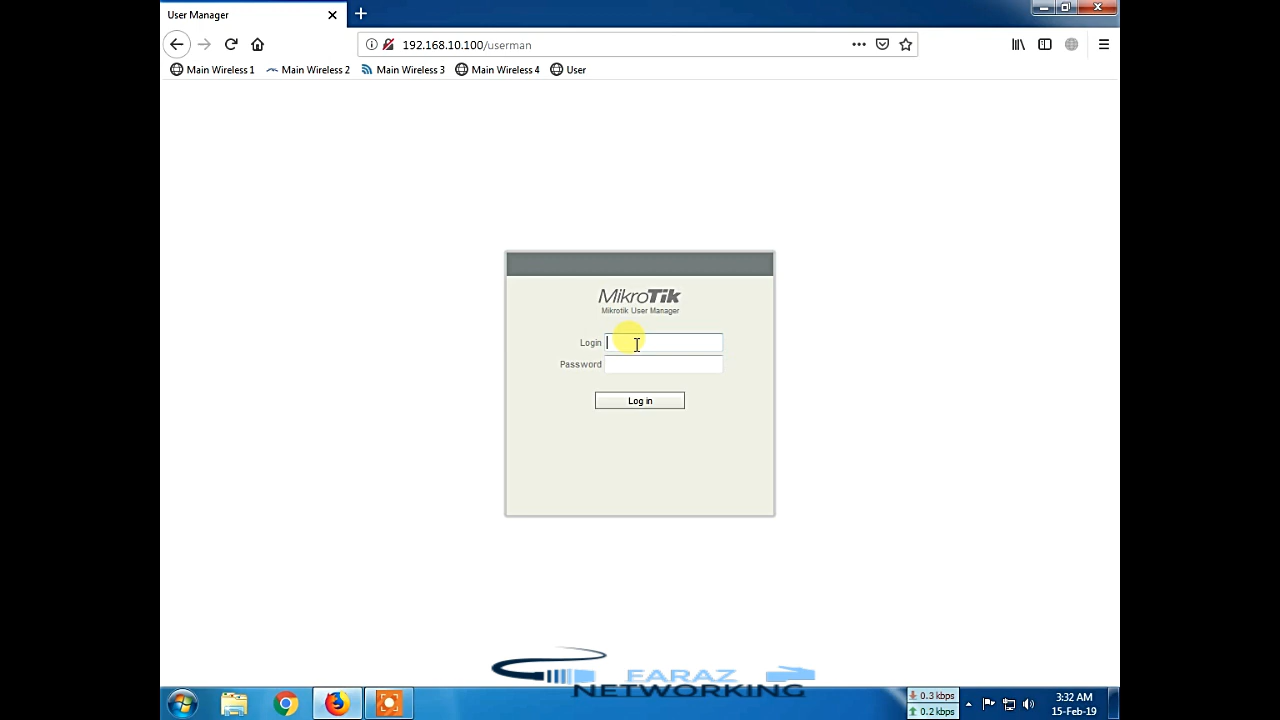 User Manager
192.168.10.100/userman
Main Wireless 1 Main Wireless 2 Main Wireless 3 Main Wireless 4 User
MikroTik
Mikrotik User Manager
Login
Password
Log in
FARAZ
NETWORKING
0.3 kbps
0.2 kbps
3:32 AM
15-Feb-19